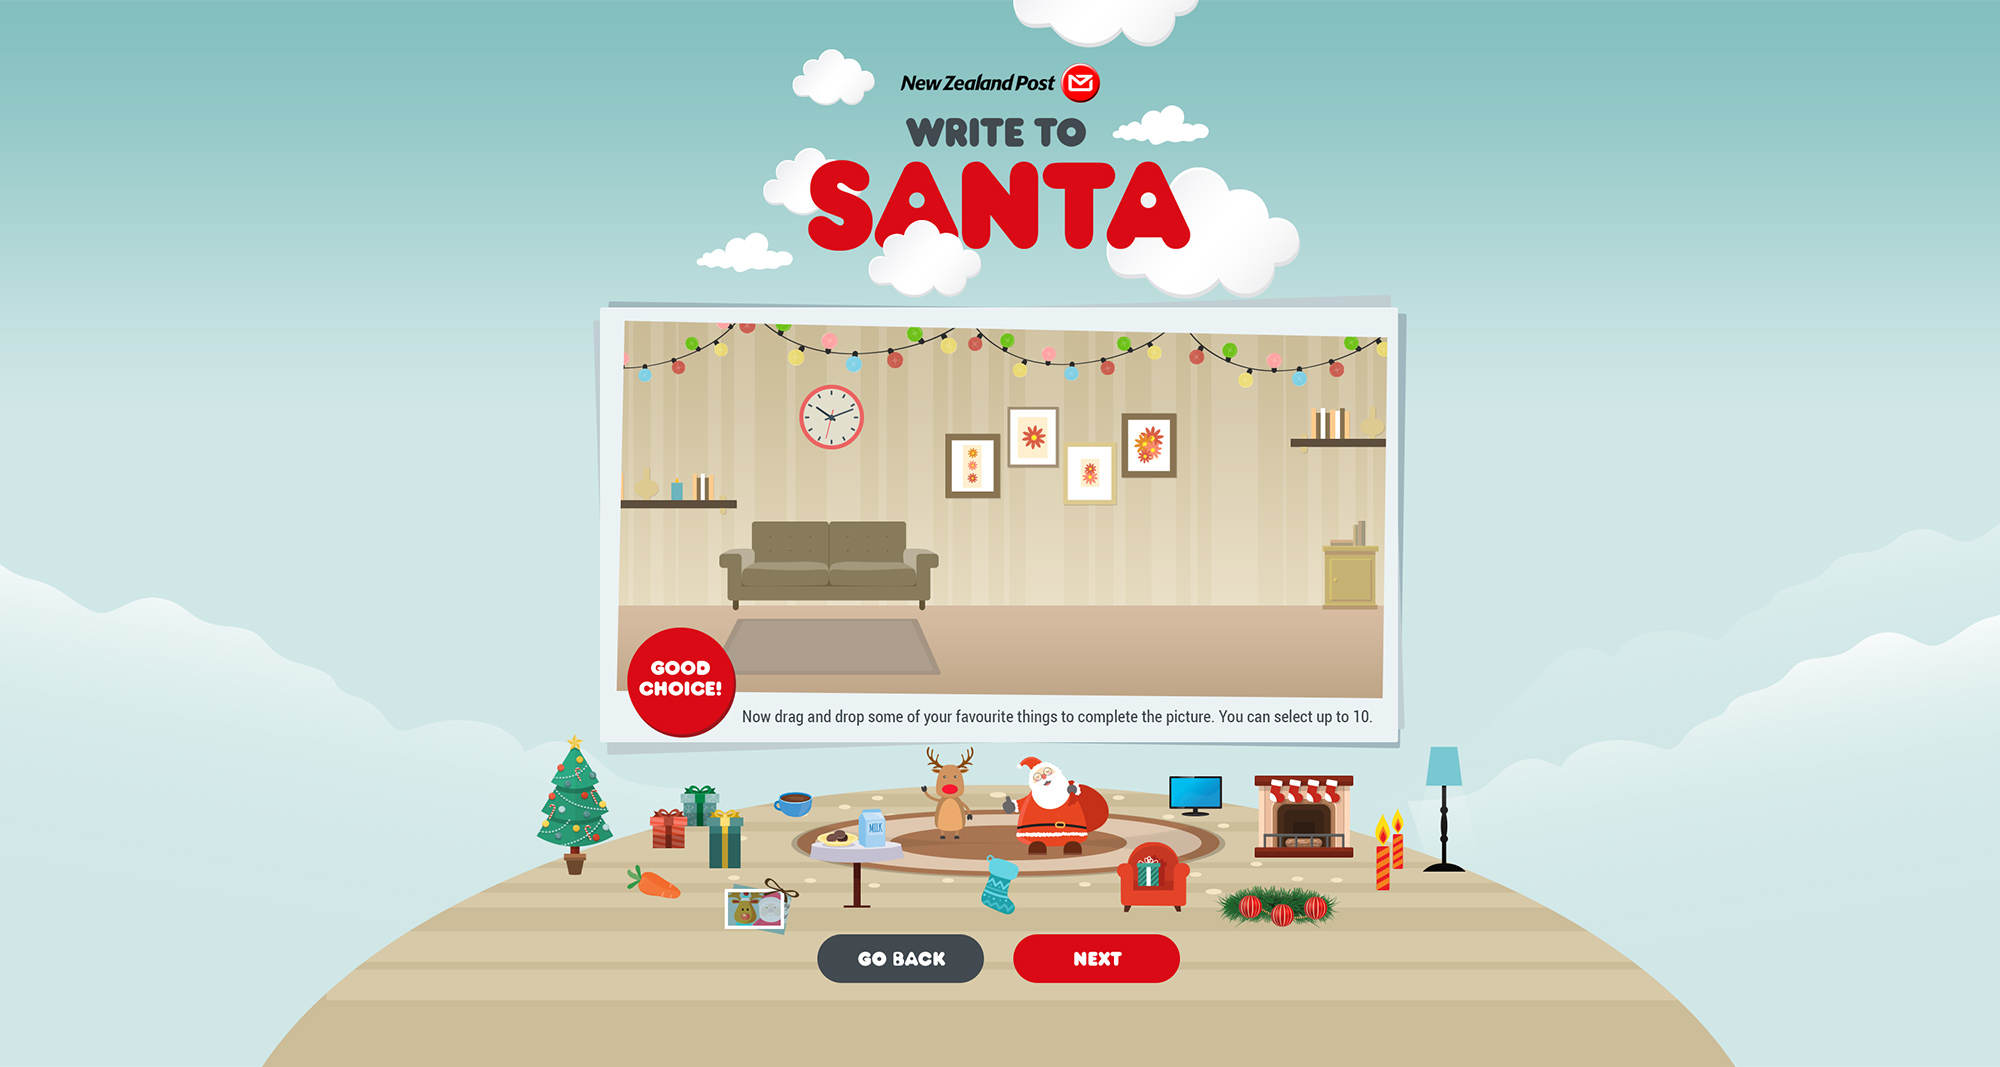 New Zealand Post
WRITE TO
SANTA
GOOD
CHOICE!
Now drag and drop some of your favourite things to complete the picture. You can select up to 10.
MILK
GO BACK
NEXT